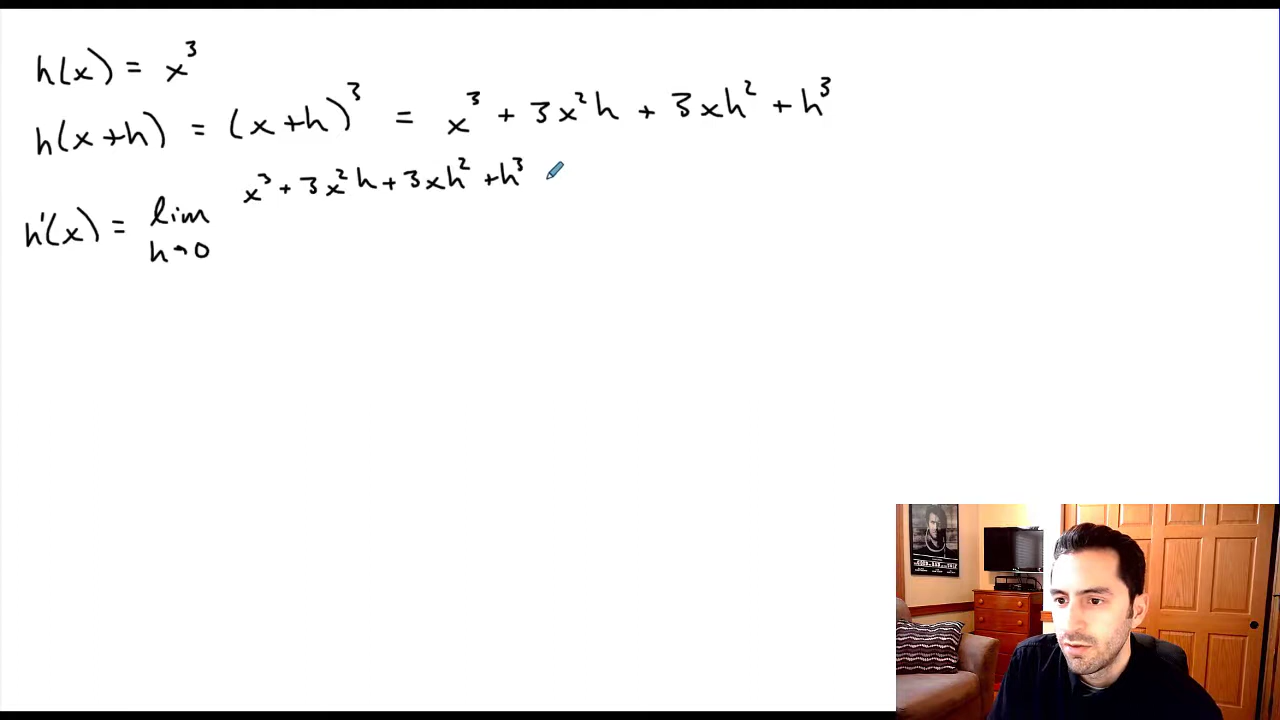 h(x) = x³
h(x+h) = (x+h)³ = x³ + 3x²h + 3xh² + h³
x³ + 3x²h + 3xh² + h³
h'(x) = lim
h→0